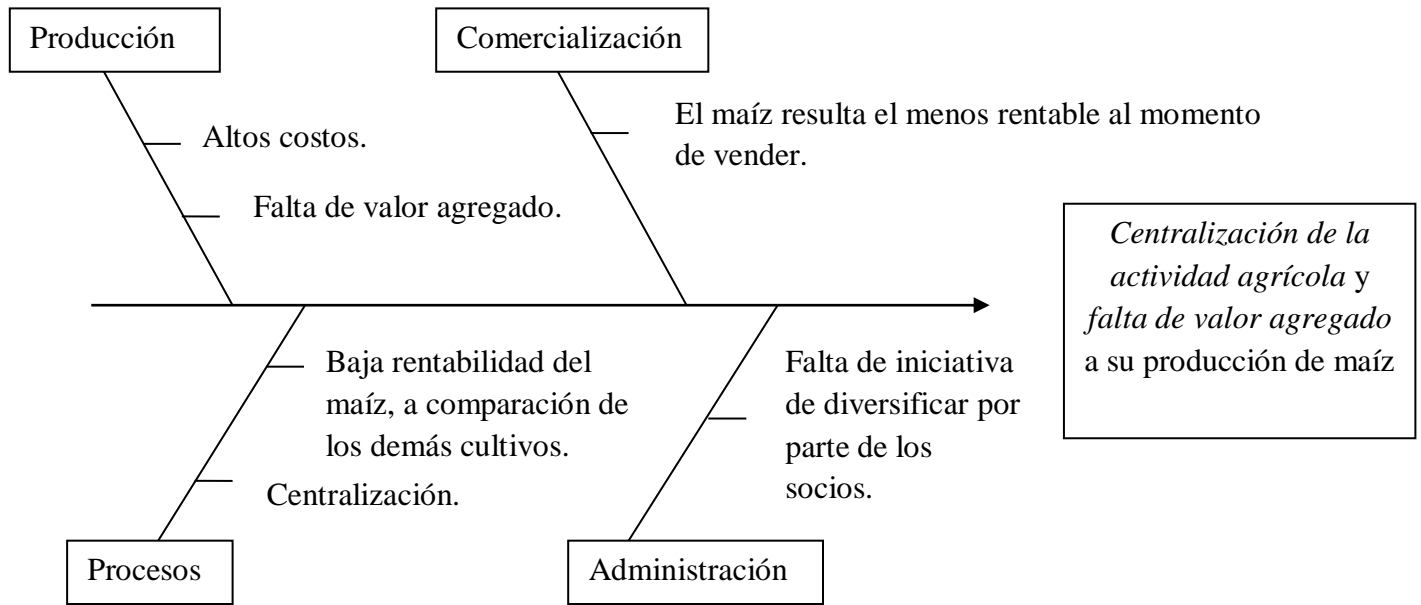 Producción
Comercialización
Altos costos.
Falta de valor agregado.
El maíz resulta el menos rentable al momento
de vender.
Centralización de la
actividad agrícola y
falta de valor agregado
a su producción de maíz
Baja rentabilidad del
maíz, a comparación de
los demás cultivos.
Centralización.
Falta de iniciativa
de diversificar por
parte de los
socios.
Procesos
Administración